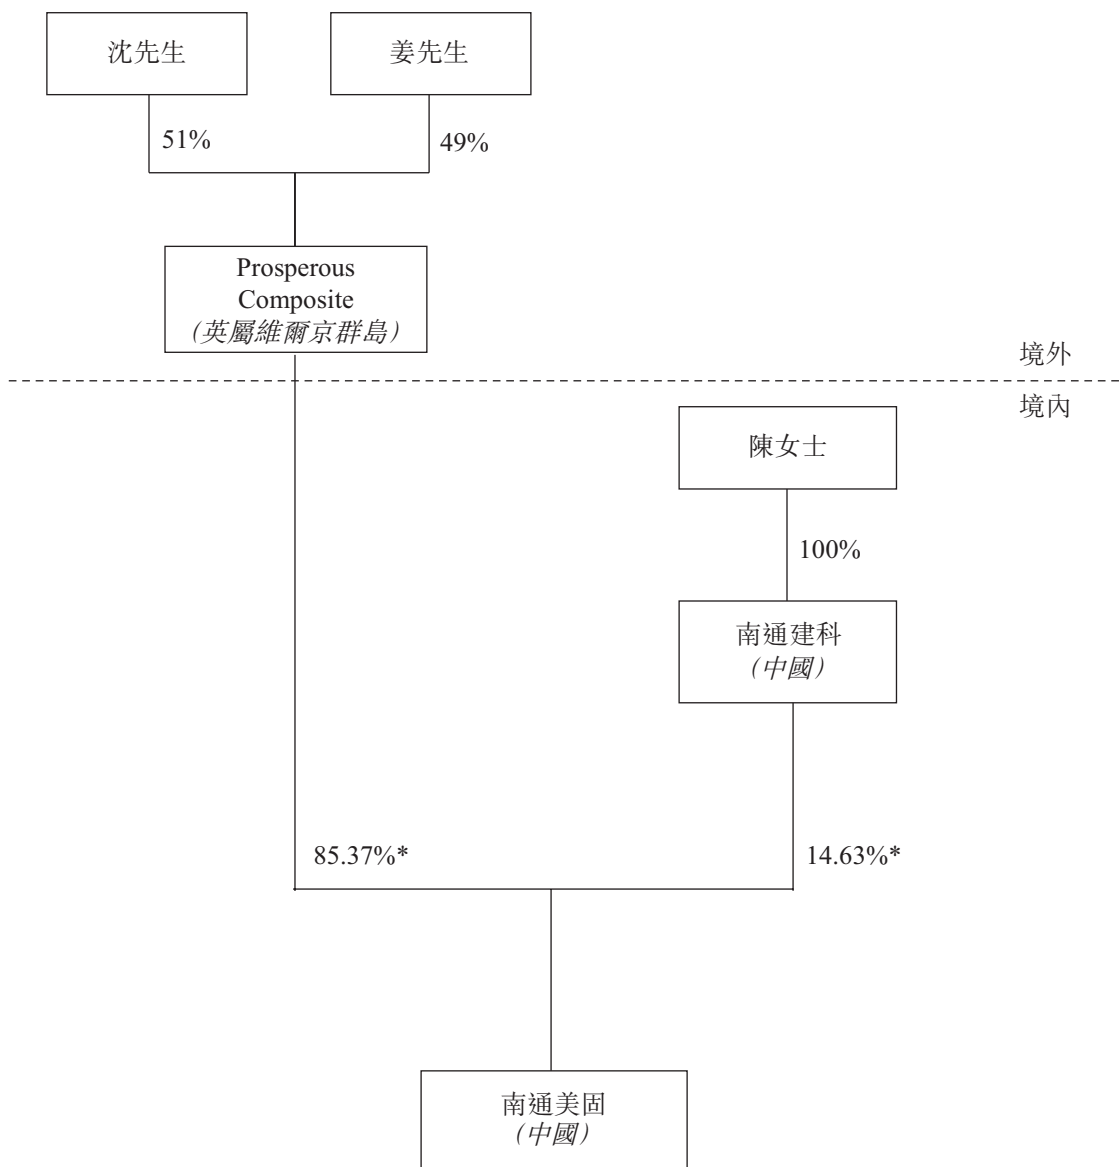 沈先生
姜先生
51%
49%
Prosperous
Composite
（英屬維爾京群島）
境外
境內
陳女士
100%
南通建科
（中國）
85.37%*
14.63%*
南通美固
（中國）